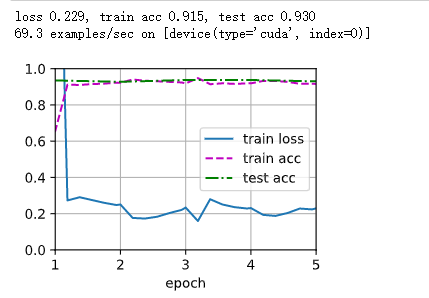 loss 0.229, train acc 0.915, test acc 0.930
69.3 examples/sec on [device(type='cuda', index=0)]
1.0
0.8
0.6
0.4
0.2
0.0
train loss
train acc
test acc
1 2 3 4 5
epoch